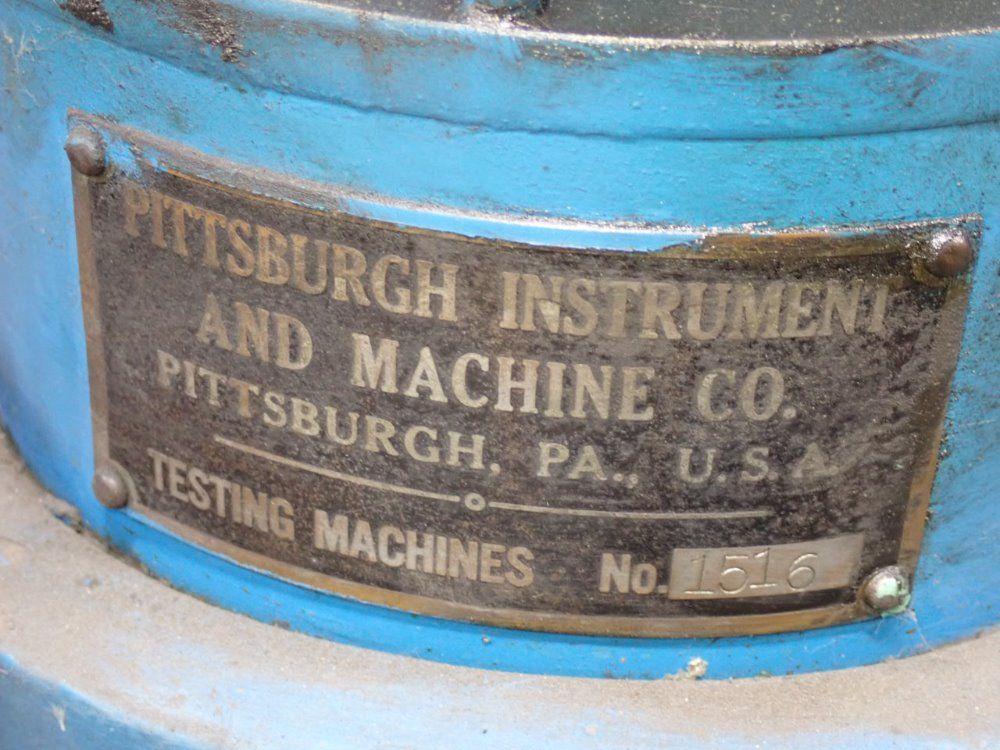 PITTSBURGH INSTRUMENT
AND MACHINE CO.
PITTSBURGH, PA., U.S.A.
TESTING MACHINES No. 1516